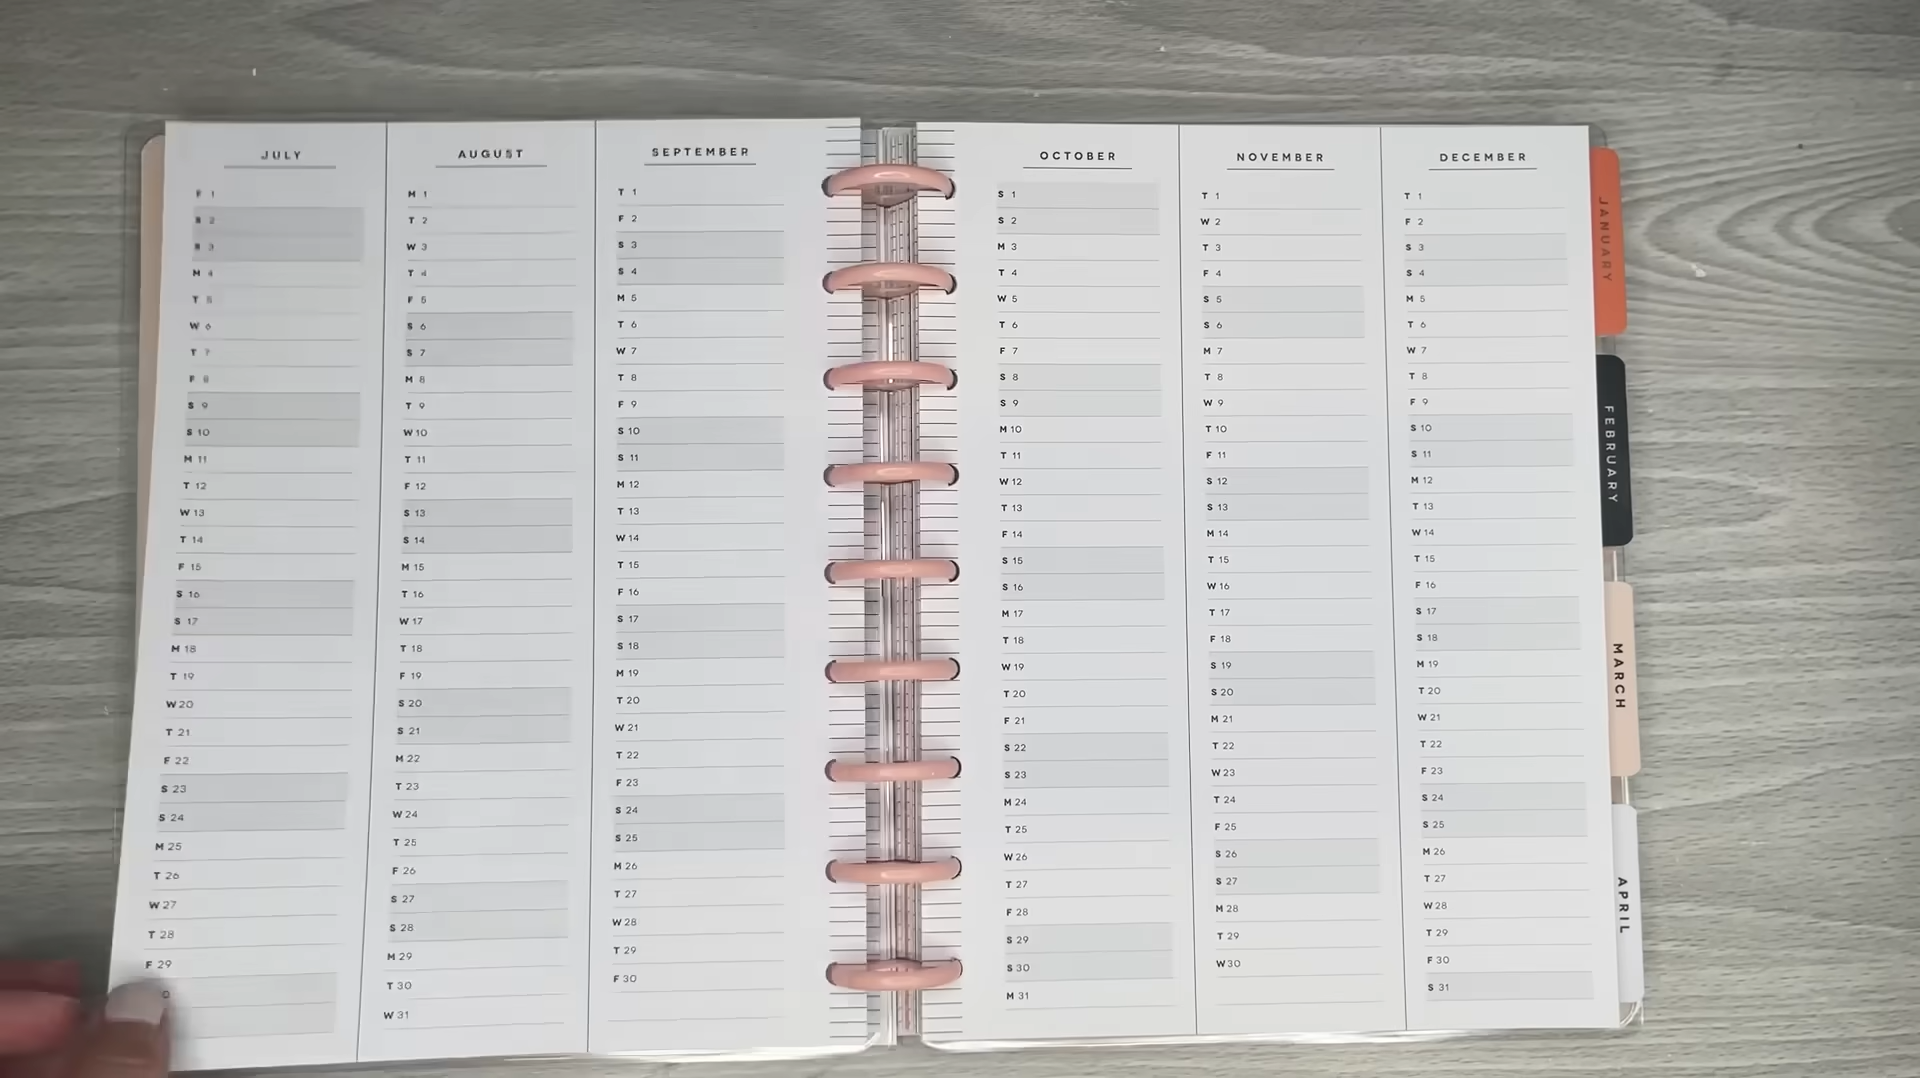 JULY
F 1
S 2
S 3
M 4
T 5
W 6
T 7
F 8
S 9
S 10
M 11
T 12
W 13
T 14
F 15
S 16
S 17
M 18
T 19
W 20
T 21
F 22
S 23
S 24
M 25
T 26
W 27
T 28
F 29
AUGUST
M 1
T 2
W 3
T 4
F 5
S 6
S 7
M 8
T 9
W 10
T 11
F 12
S 13
S 14
M 15
T 16
W 17
T 18
F 19
S 20
S 21
M 22
T 23
W 24
T 25
F 26
S 27
S 28
M 29
T 30
W 31
SEPTEMBER
T 1
F 2
S 3
S 4
M 5
T 6
W 7
T 8
F 9
S 10
S 11
M 12
T 13
W 14
T 15
F 16
S 17
S 18
M 19
T 20
W 21
T 22
F 23
S 24
S 25
M 26
T 27
W 28
T 29
F 30
OCTOBER
S 1
S 2
M 3
T 4
W 5
T 6
F 7
S 8
S 9
M 10
T 11
W 12
T 13
F 14
S 15
S 16
M 17
T 18
W 19
T 20
F 21
S 22
S 23
M 24
T 25
W 26
T 27
F 28
S 29
S 30
M 31
NOVEMBER
T 1
W 2
T 3
F 4
S 5
S 6
M 7
T 8
W 9
T 10
F 11
S 12
S 13
M 14
T 15
W 16
T 17
F 18
S 19
S 20
M 21
T 22
W 23
T 24
F 25
S 26
S 27
M 28
T 29
W 30
DECEMBER
T 1
F 2
S 3
S 4
M 5
T 6
W 7
T 8
F 9
S 10
S 11
M 12
T 13
W 14
T 15
F 16
S 17
S 18
M 19
T 20
W 21
T 22
F 23
S 24
S 25
M 26
T 27
W 28
T 29
F 30
S 31
JANUARY
FEBRUARY
MARCH
APRIL